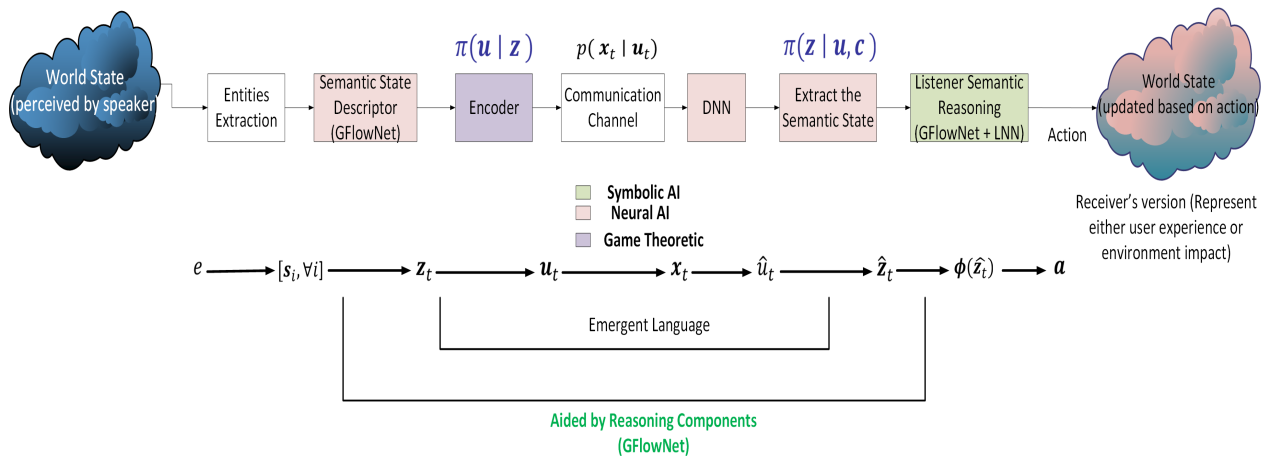 World State
(perceived by speaker)
Entities
Extraction
Semantic State
Descriptor
(GFlowNet)
π(u | z)
Encoder
p( x_t | u_t)
Communication
Channel
DNN
π(z | u, c)
Extract the
Semantic State
Listener Semantic
Reasoning
(GFlowNet + LNN)
Action
World State
(updated based on action)
Receiver's version (Represent
either user experience or
environment impact)
Symbolic AI
Neural AI
Game Theoretic
e [s_i, ∀i] z_t u_t x_t û_t ẑ_t ϕ(ẑ_t) a
Emergent Language
Aided by Reasoning Components
(GFlowNet)